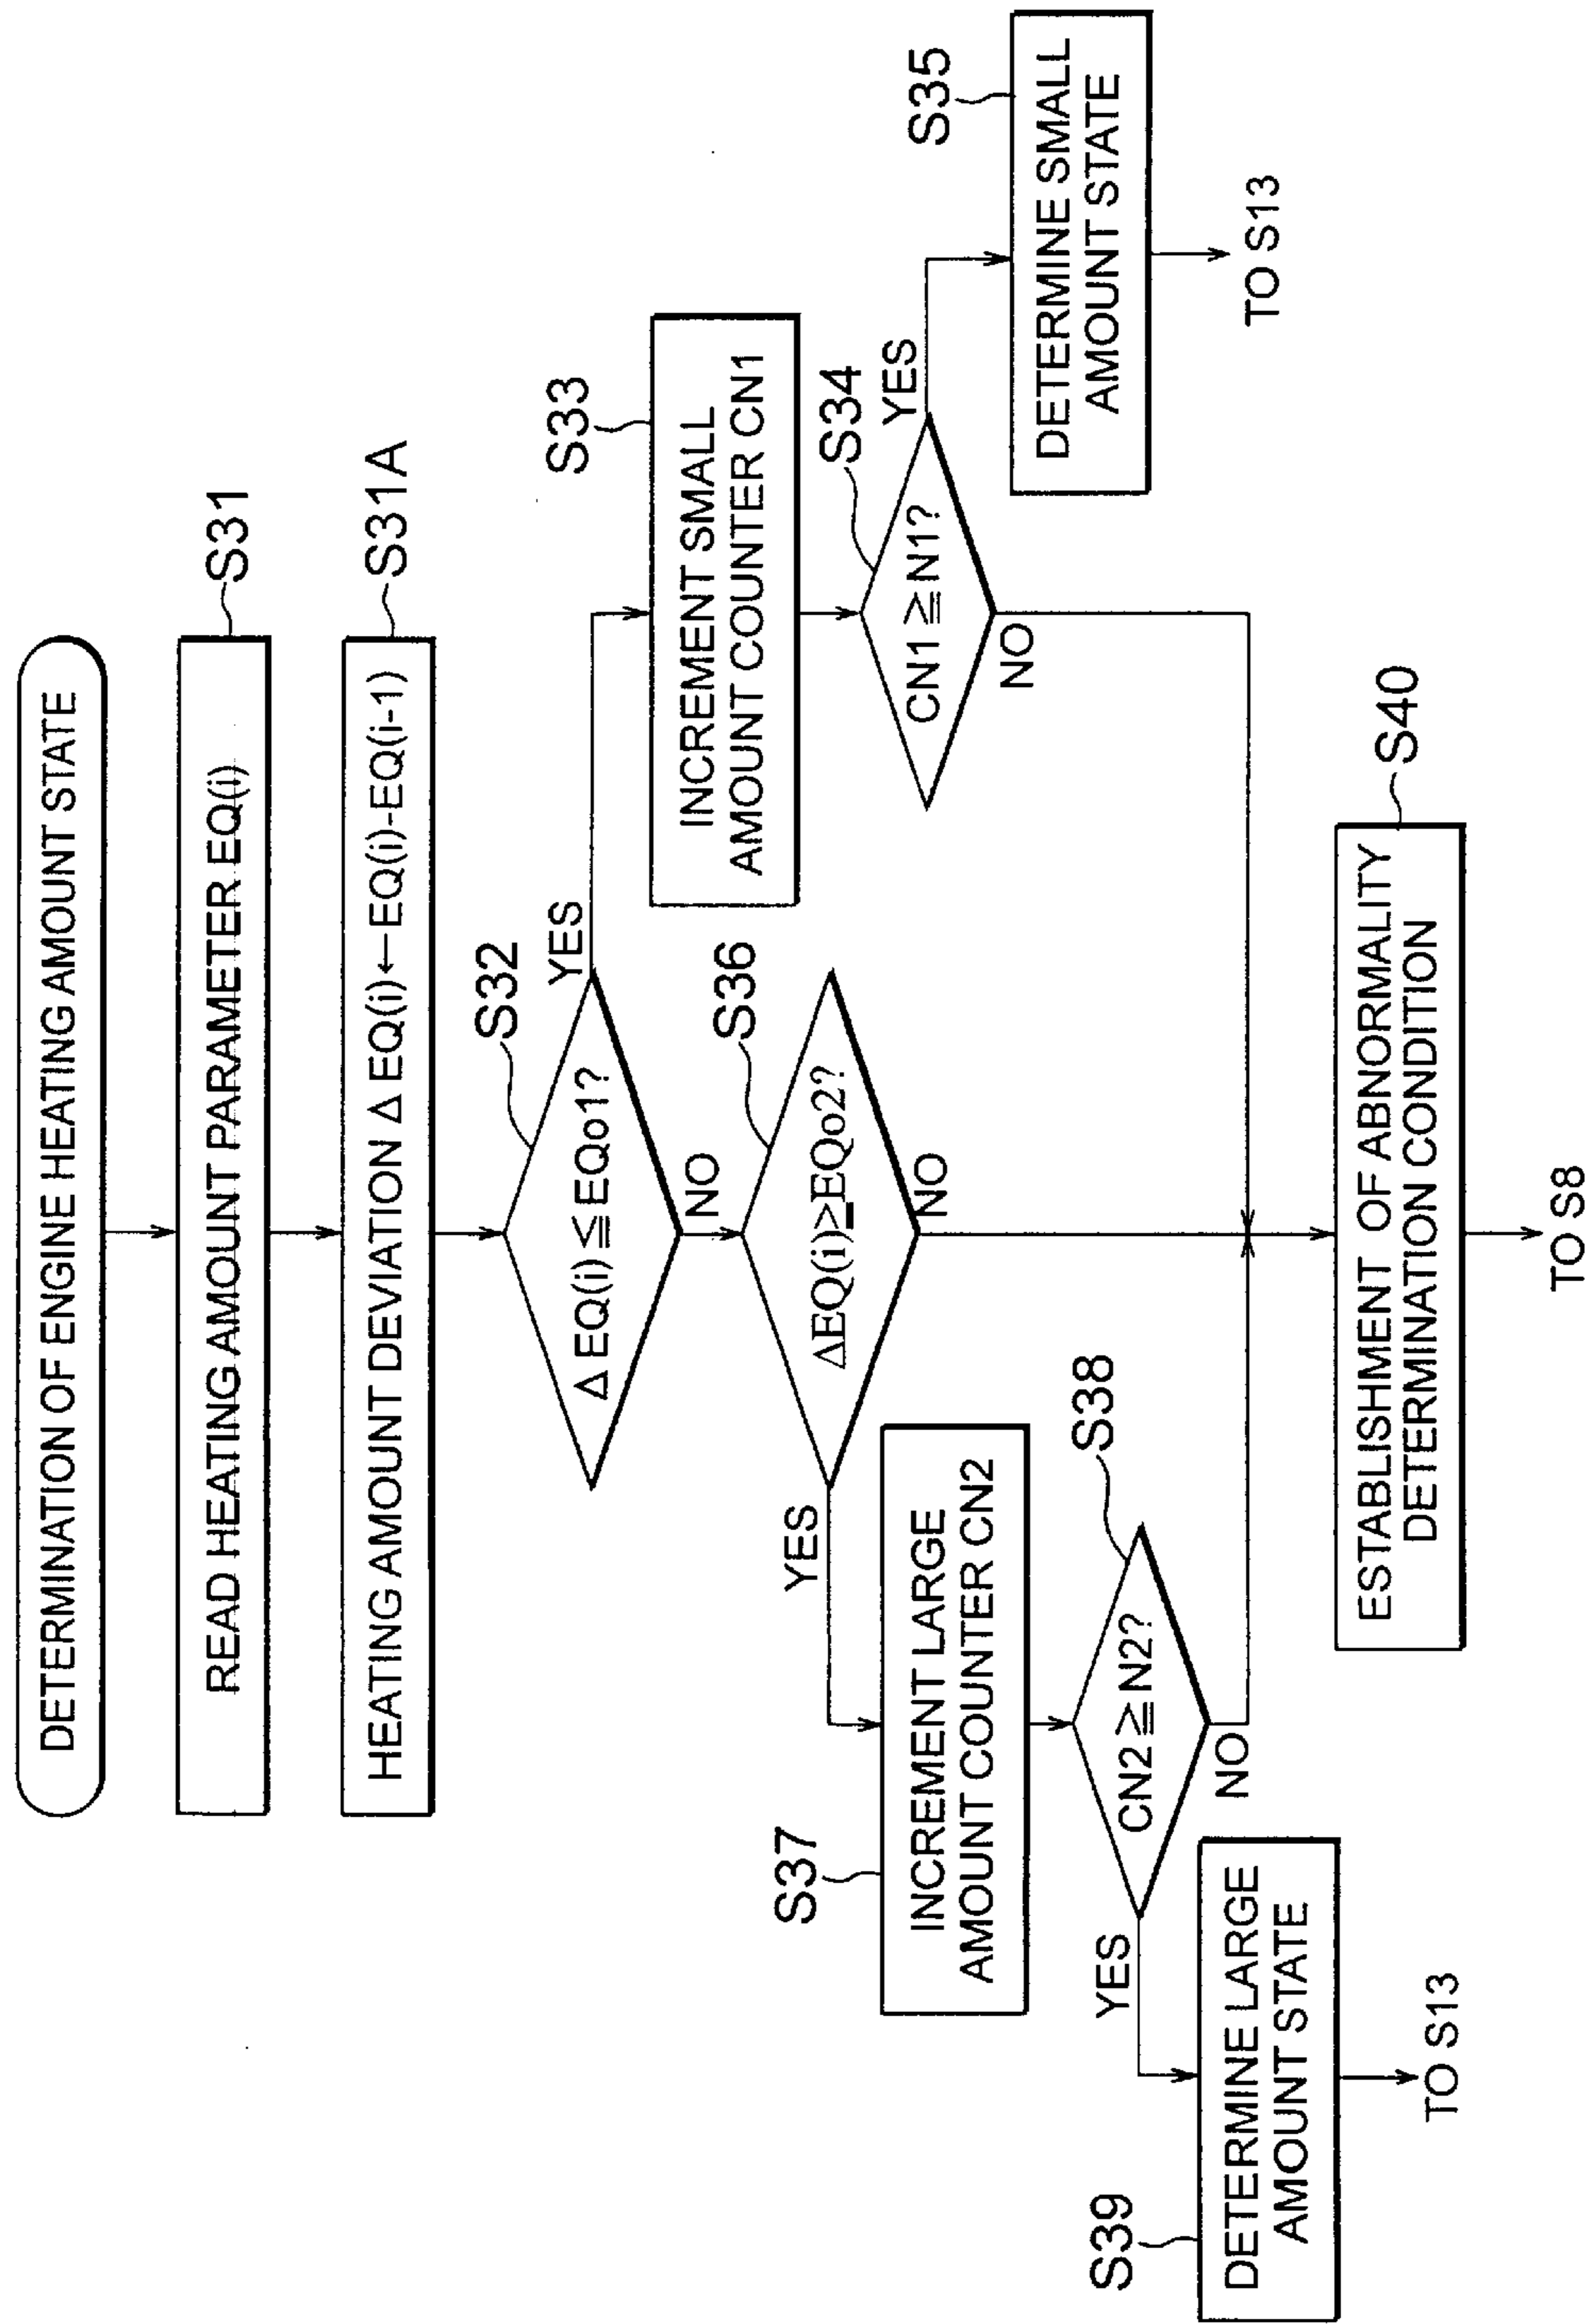 DETERMINATION OF ENGINE HEATING AMOUNT STATE
READ HEATING AMOUNT PARAMETER EQ(i)
S31
HEATING AMOUNT DEVIATION Δ EQ(i)←EQ(i)-EQ(i-1)
S31A
Δ EQ(i)≦EQo1?
S32
YES
NO
INCREMENT SMALL
AMOUNT COUNTER CN1
S33
CN1≧N1?
S34
YES
NO
DETERMINE SMALL
AMOUNT STATE
S35
TO S13
ΔEQ(i)≥EQo2?
S36
YES
NO
S37
INCREMENT LARGE
AMOUNT COUNTER CN2
CN2≧N2?
S38
YES
NO
S39
DETERMINE LARGE
AMOUNT STATE
TO S13
ESTABLISHMENT OF ABNORMALITY
DETERMINATION CONDITION
S40
TO S8